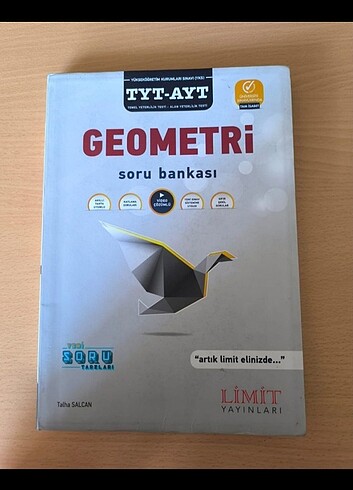 YÜKSEKÖĞRETİM KURUMLARI SINAVI (YKS)
TYT-AYT
TEMEL YETERLİLİK TESTİ - ALAN YETERLİLİK TESTİ
GEOMETRİ
soru bankası
VİDEO
ÇÖZÜMLÜ
YENİ
SORU
TARZLARI
"artık limit elinizde..."
Talha SALCAN
LİMİT
YAYINLARI